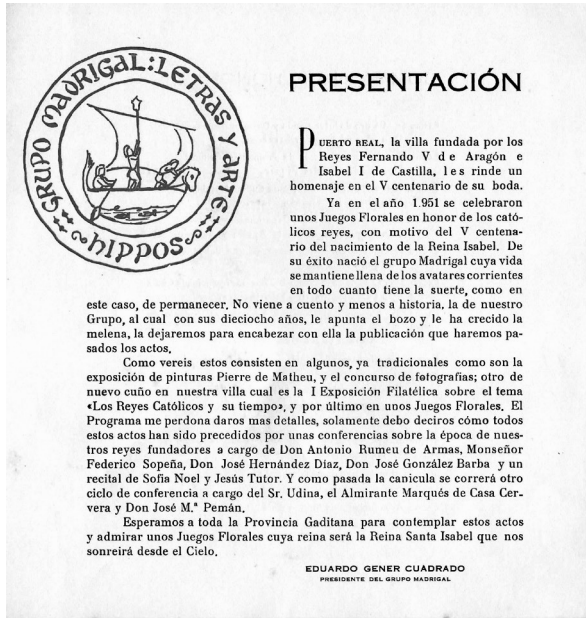 GRUPO MADRIGAL: LETRAS Y ARTE
HIPPOS
PRESENTACIÓN
PUERTO REAL, la villa fundada por los
Reyes Fernando V de Aragón e
Isabel I de Castilla, les rinde un
homenaje en el V centenario de su boda.
Ya en el año 1.951 se celebraron
unos Juegos Florales en honor de los cató-
licos reyes, con motivo del V centena-
rio del nacimiento de la Reina Isabel. De
su éxito nació el grupo Madrigal cuya vida
se mantiene llena de los avatares corrientes
en todo cuanto tiene la suerte, como en
este caso, de permanecer. No viene a cuento y menos a historia, la de nuestro
Grupo, al cual con sus dieciocho años, le apunta el bozo y le ha crecido la
melena, la dejaremos para encabezar con ella la publicación que haremos pa-
sados los actos.
Como vereis estos consisten en algunos, ya tradicionales como son la
exposición de pinturas Pierre de Matheu, y el concurso de fotografias; otro de
nuevo cuño en nuestra villa cual es la I Exposición Filatélica sobre el tema
«Los Reyes Católicos y su tiempo», y por último en unos Juegos Florales. El
Programa me perdona daros mas detalles, solamente debo deciros cómo todos
estos actos han sido precedidos por unas conferencias sobre la época de nues-
tros reyes fundadores a cargo de Don Antonio Rumeu de Armas, Monseñor
Federico Sopeña, Don José Hernández Diaz, Don José González Barba y un
recital de Sofia Noel y Jesús Tutor. Y como pasada la canicula se correrá otro
ciclo de conferencia a cargo del Sr. Udina, el Almirante Marqués de Casa Cer-
vera y Don José M.ª Pemán.
Esperamos a toda la Provincia Gaditana para contemplar estos actos
y admirar unos Juegos Florales cuya reina será la Reina Santa Isabel que nos
sonreirá desde el Cielo.
EDUARDO GENER CUADRADO
PRESIDENTE DEL GRUPO MADRIGAL